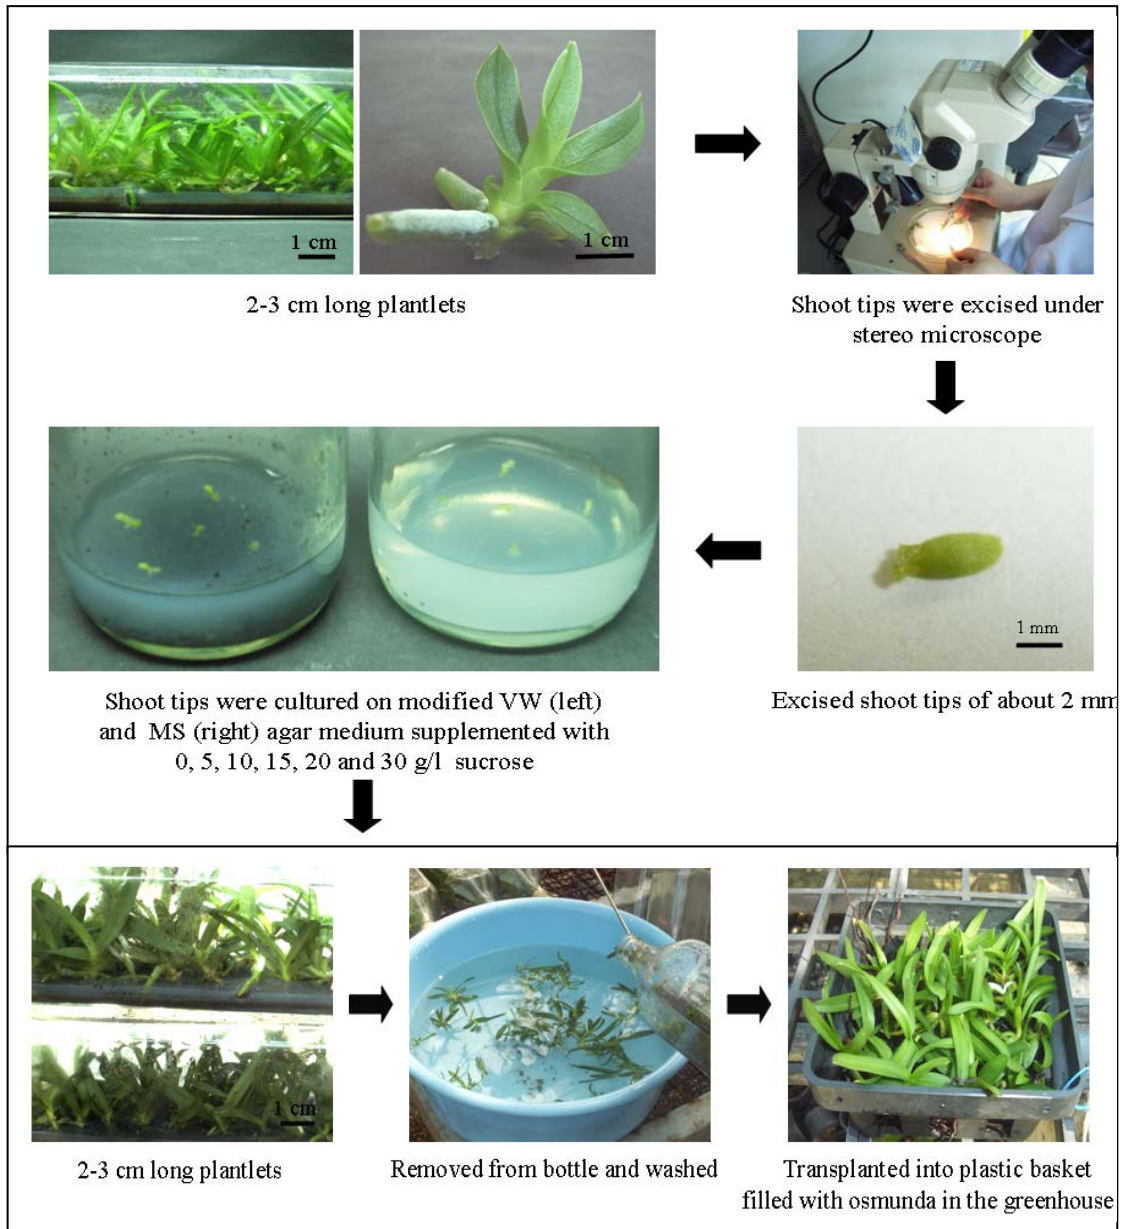 1 cm
1 cm
2-3 cm long plantlets
Shoot tips were excised under
stereo microscope
1 mm
Shoot tips were cultured on modified VW (left)
and MS (right) agar medium supplemented with
0, 5, 10, 15, 20 and 30 g/l sucrose
Excised shoot tips of about 2 mm
1 cm
2-3 cm long plantlets
Removed from bottle and washed
Transplanted into plastic basket
filled with osmunda in the greenhouse